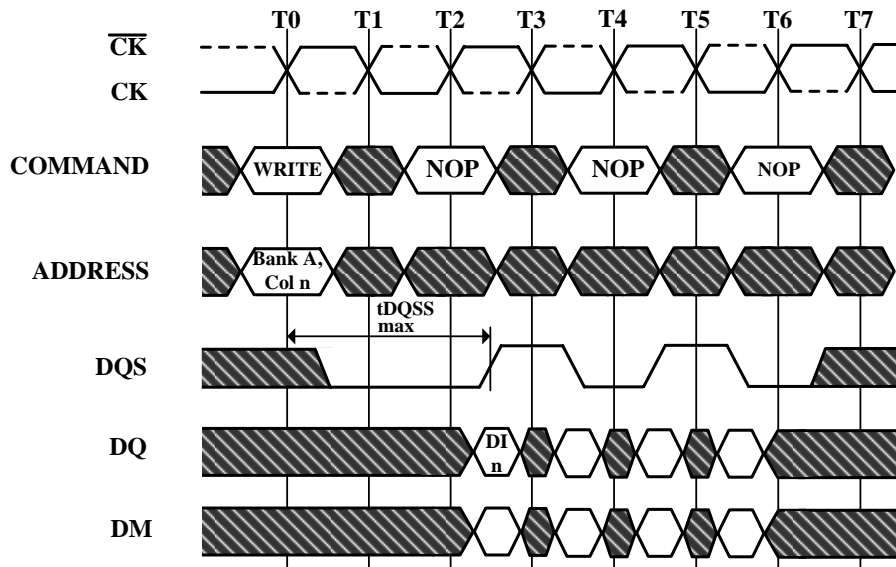 T0 T1 T2 T3 T4 T5 T6 T7
CK
CK
COMMAND
WRITE NOP NOP NOP
ADDRESS
Bank A,
Col n
tDQSS
max
DQS
DQ
DI
n
DM